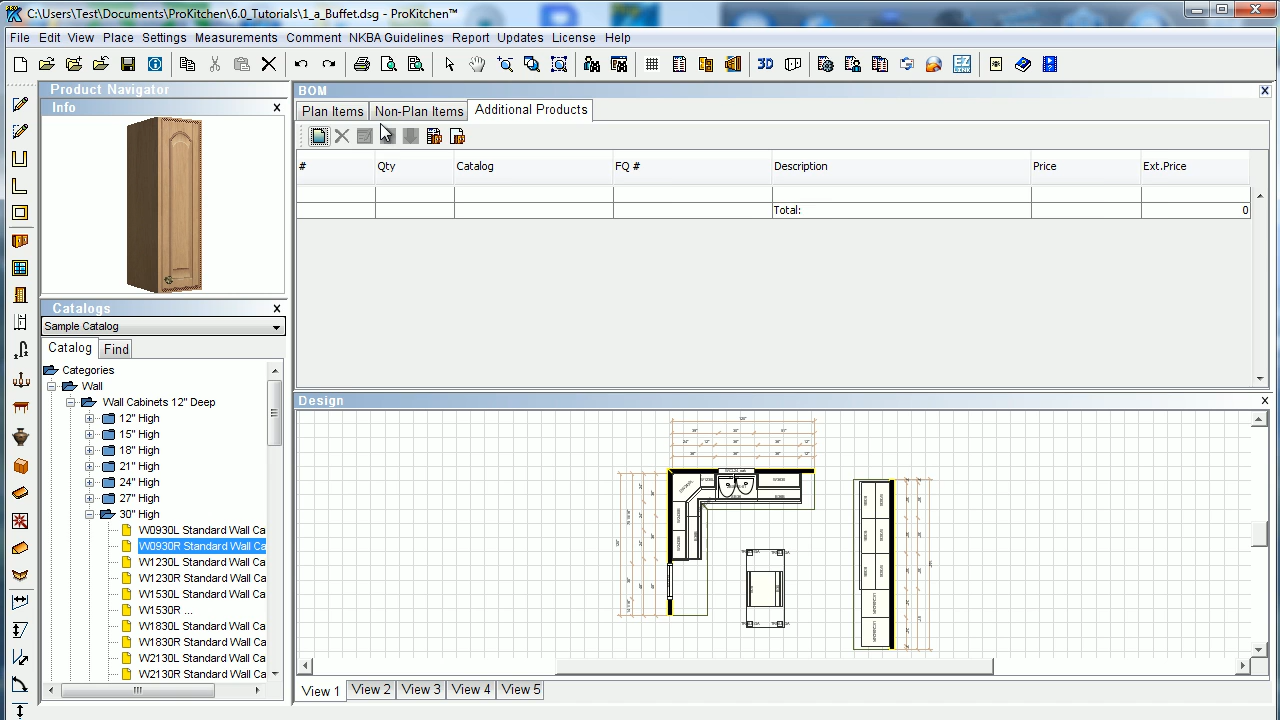 C:\Users\Test\Documents\ProKitchen\6.0_Tutorials\1_a_Buffet.dsg - ProKitchen™
File Edit View Place Settings Measurements Comment NKBA Guidelines Report Updates License Help
3D EZ
Product Navigator
Info
BOM
Plan Items Non-Plan Items Additional Products
# Qty Catalog FQ # Description Price Ext.Price
Total: 0
Catalogs
Sample Catalog
Catalog Find
Categories
Wall
Wall Cabinets 12" Deep
12" High
15" High
18" High
21" High
24" High
27" High
30" High
W0930L Standard Wall Ca
W0930R Standard Wall Ca
W1230L Standard Wall Ca
W1230R Standard Wall Ca
W1530L Standard Wall Ca
W1530R ...
W1830L Standard Wall Ca
W1830R Standard Wall Ca
W2130L Standard Wall Ca
W2130R Standard Wall Ca
Design
View 1 View 2 View 3 View 4 View 5